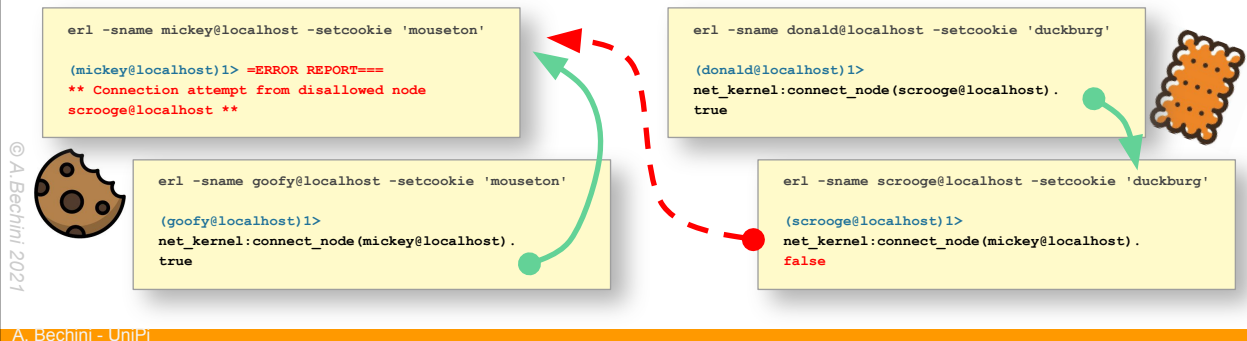 erl -sname mickey@localhost -setcookie 'mouseton'
(mickey@localhost)1> =ERROR REPORT===
** Connection attempt from disallowed node
scrooge@localhost **
erl -sname donald@localhost -setcookie 'duckburg'
(donald@localhost)1>
net_kernel:connect_node(scrooge@localhost).
true
erl -sname goofy@localhost -setcookie 'mouseton'
(goofy@localhost)1>
net_kernel:connect_node(mickey@localhost).
true
erl -sname scrooge@localhost -setcookie 'duckburg'
(scrooge@localhost)1>
net_kernel:connect_node(mickey@localhost).
false
© A.Bechini 2021
A. Bechini - UniPi